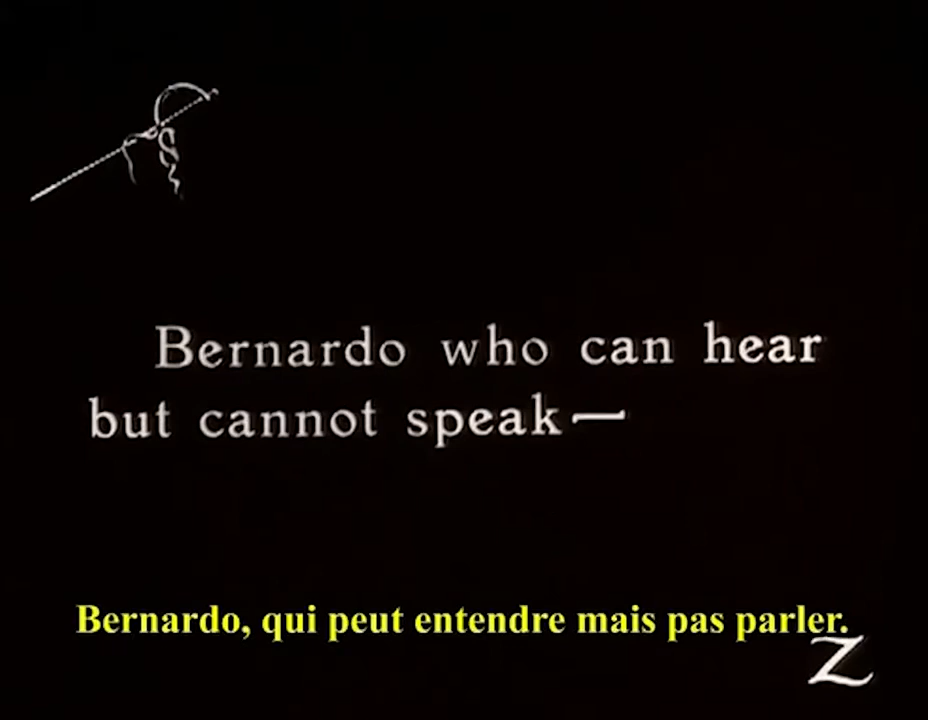 Bernardo who can hear
but cannot speak—
Bernardo, qui peut entendre mais pas parler.
Z